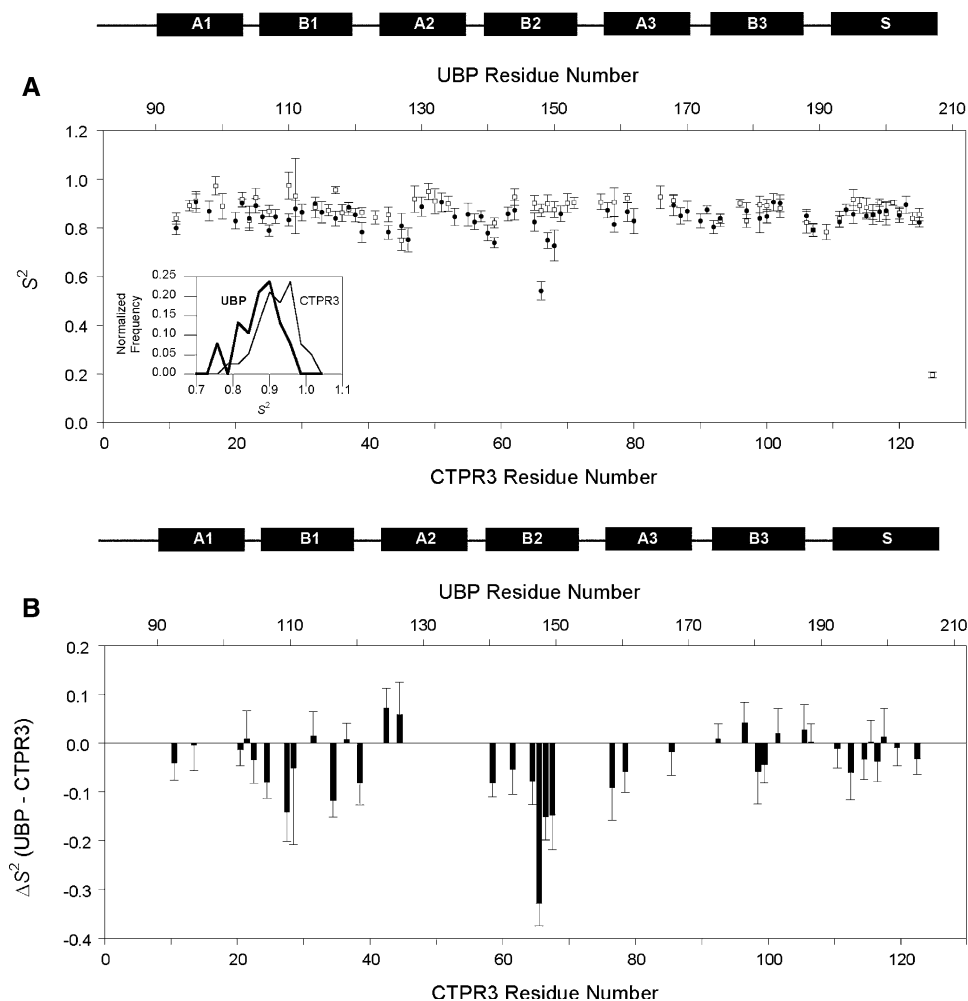 A1 B1 A2 B2 A3 B3 S
A
UBP Residue Number
90 110 130 150 170 190 210
1.2
1.0
0.8
0.6
0.4
0.2
0.0
S²
0.25
0.20
0.15
0.10
0.05
0.00
Normalized
Frequency
UBP CTPR3
0.7 0.8 0.9 1.0 1.1
S²
0 20 40 60 80 100 120
CTPR3 Residue Number
A1 B1 A2 B2 A3 B3 S
B
UBP Residue Number
90 110 130 150 170 190 210
0.2
0.1
0.0
-0.1
-0.2
-0.3
-0.4
ΔS² (UBP - CTPR3)
0 20 40 60 80 100 120
CTPR3 Residue Number